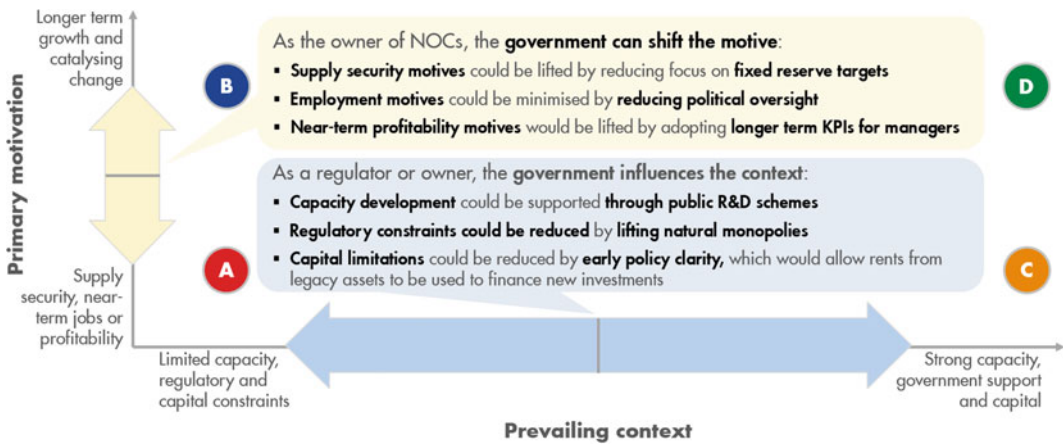 Longer term
growth and
catalysing
change
Primary motivation
Supply
security, near-
term jobs or
profitability
B
D
A
C
As the owner of NOCs, the government can shift the motive:
▪ Supply security motives could be lifted by reducing focus on fixed reserve targets
▪ Employment motives could be minimised by reducing political oversight
▪ Near-term profitability motives would be lifted by adopting longer term KPIs for managers
As a regulator or owner, the government influences the context:
▪ Capacity development could be supported through public R&D schemes
▪ Regulatory constraints could be reduced by lifting natural monopolies
▪ Capital limitations could be reduced by early policy clarity, which would allow rents from
legacy assets to be used to finance new investments
Limited capacity,
regulatory and
capital constraints
Strong capacity,
government support
and capital
Prevailing context